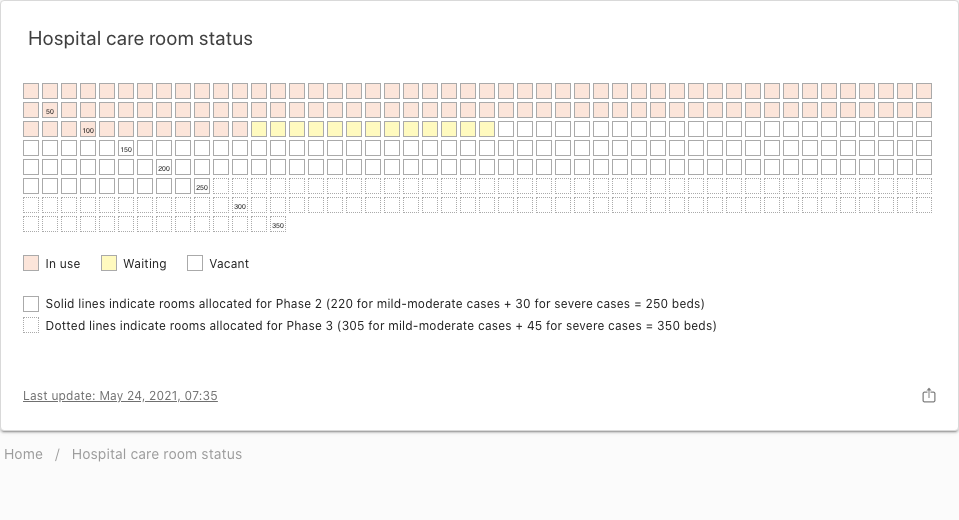 Hospital care room status
50
100
150
200
250
300
350
In use Waiting Vacant
Solid lines indicate rooms allocated for Phase 2 (220 for mild-moderate cases + 30 for severe cases = 250 beds)
Dotted lines indicate rooms allocated for Phase 3 (305 for mild-moderate cases + 45 for severe cases = 350 beds)
Last update: May 24, 2021, 07:35
Home / Hospital care room status